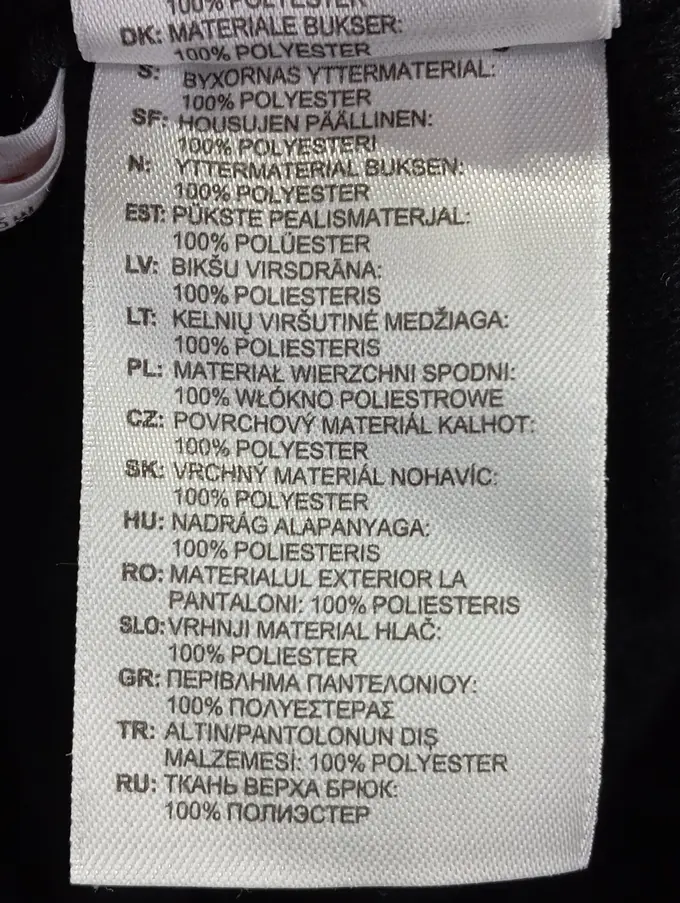 100% POLYESTER
DK: MATERIALE BUKSER:
100% POLYESTER
S: BYXORNAS YTTERMATERIAL:
100% POLYESTER
SF: HOUSUJEN PÄÄLLINEN:
100% POLYESTERI
N: YTTERMATERIAL BUKSEN:
100% POLYESTER
EST: PÜKSTE PEALISMATERJAL:
100% POLÜESTER
LV: BIKŠU VIRSDRĀNA:
100% POLIESTERIS
LT: KELNIŲ VIRŠUTINĖ MEDŽIAGA:
100% POLIESTERIS
PL: MATERIAŁ WIERZCHNI SPODNI:
100% WŁÓKNO POLIESTROWE
CZ: POVRCHOVÝ MATERIÁL KALHOT:
100% POLYESTER
SK: VRCHNÝ MATERIÁL NOHAVÍC:
100% POLYESTER
HU: NADRÁG ALAPANYAGA:
100% POLIESTERIS
RO: MATERIALUL EXTERIOR LA
PANTALONI: 100% POLIESTERIS
SLO: VRHNJI MATERIAL HLAČ:
100% POLIESTER
GR: ΠΕΡΙΒΛΗΜΑ ΠΑΝΤΕΛΟΝΙΟΥ:
100% ΠΟΛΥΕΣΤΕΡΑΣ
TR: ALTIN/PANTOLONUN DIŞ
MALZEMESİ: 100% POLYESTER
RU: ТКАНЬ ВЕРХА БРЮК:
100% ПОЛИЭСТЕР